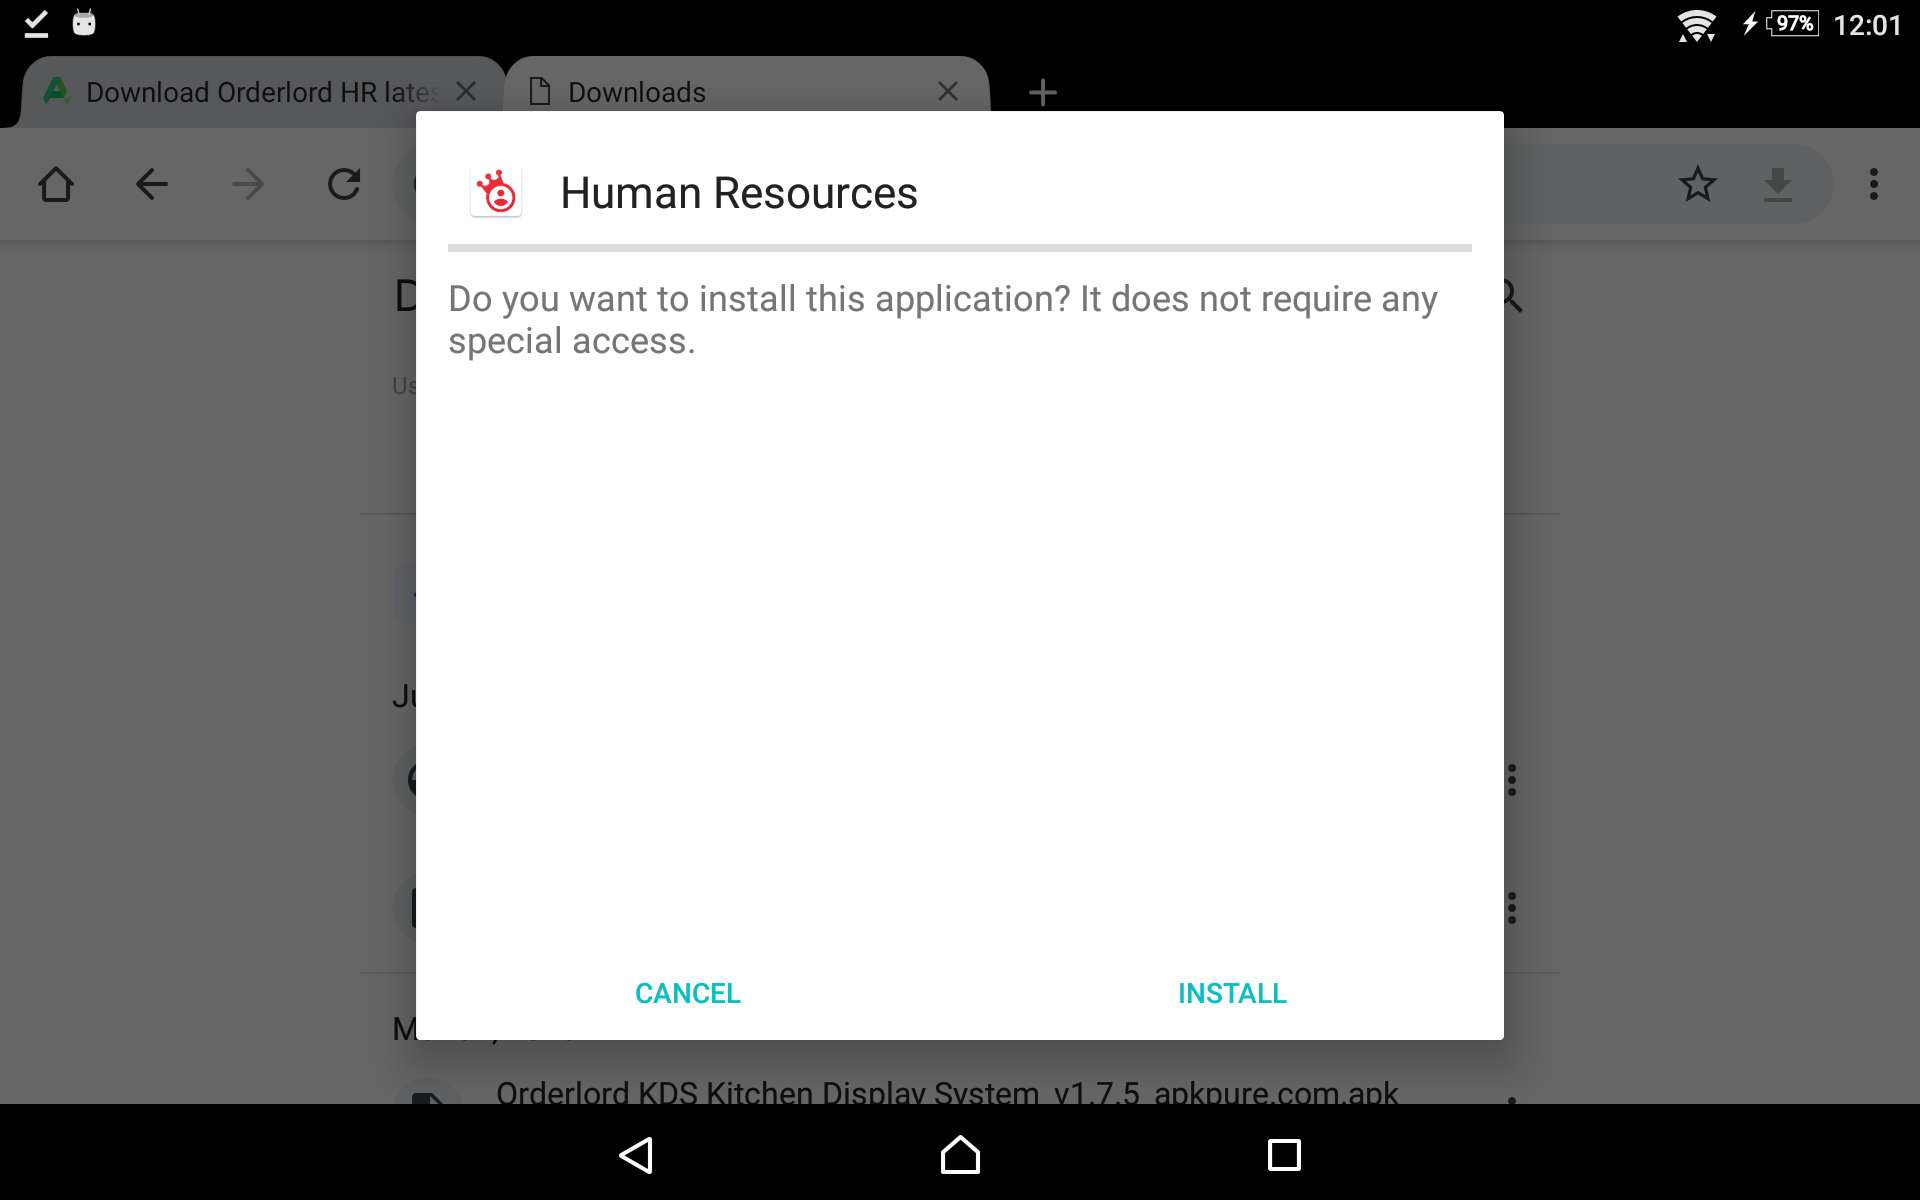 97% 12:01
Download Orderlord HR lates
Downloads
Human Resources
Do you want to install this application? It does not require any
special access.
CANCEL
INSTALL
Orderlord KDS Kitchen Display System_v1.7.5_apkpure.com.apk